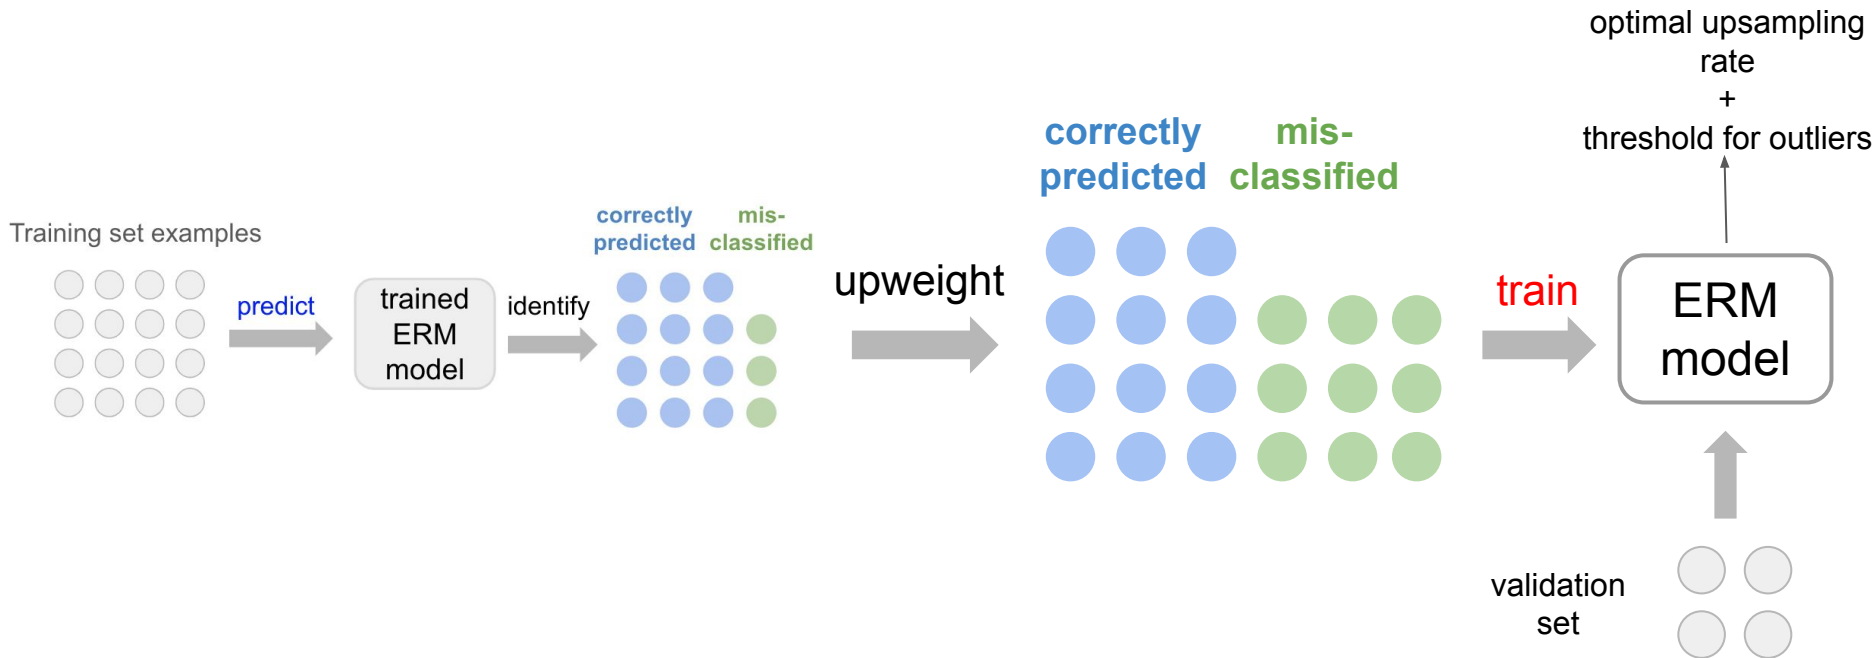 Training set examples
predict
trained
ERM
model
identify
correctly
predicted
mis-
classified
upweight
correctly
predicted
mis-
classified
train
ERM
model
optimal upsampling
rate
+
threshold for outliers
validation
set